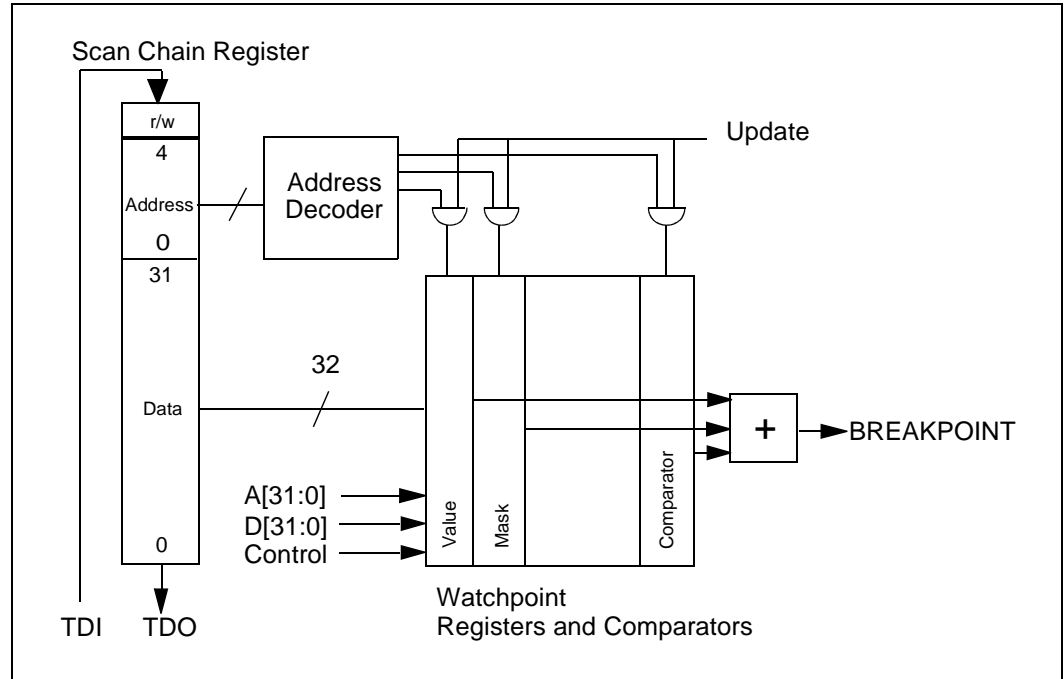 Scan Chain Register
r/w
4
Address
0
31
Data
0
TDI
TDO
Address
Decoder
Update
32
A[31:0]
D[31:0]
Control
Value
Mask
Comparator
+
BREAKPOINT
Watchpoint
Registers and Comparators